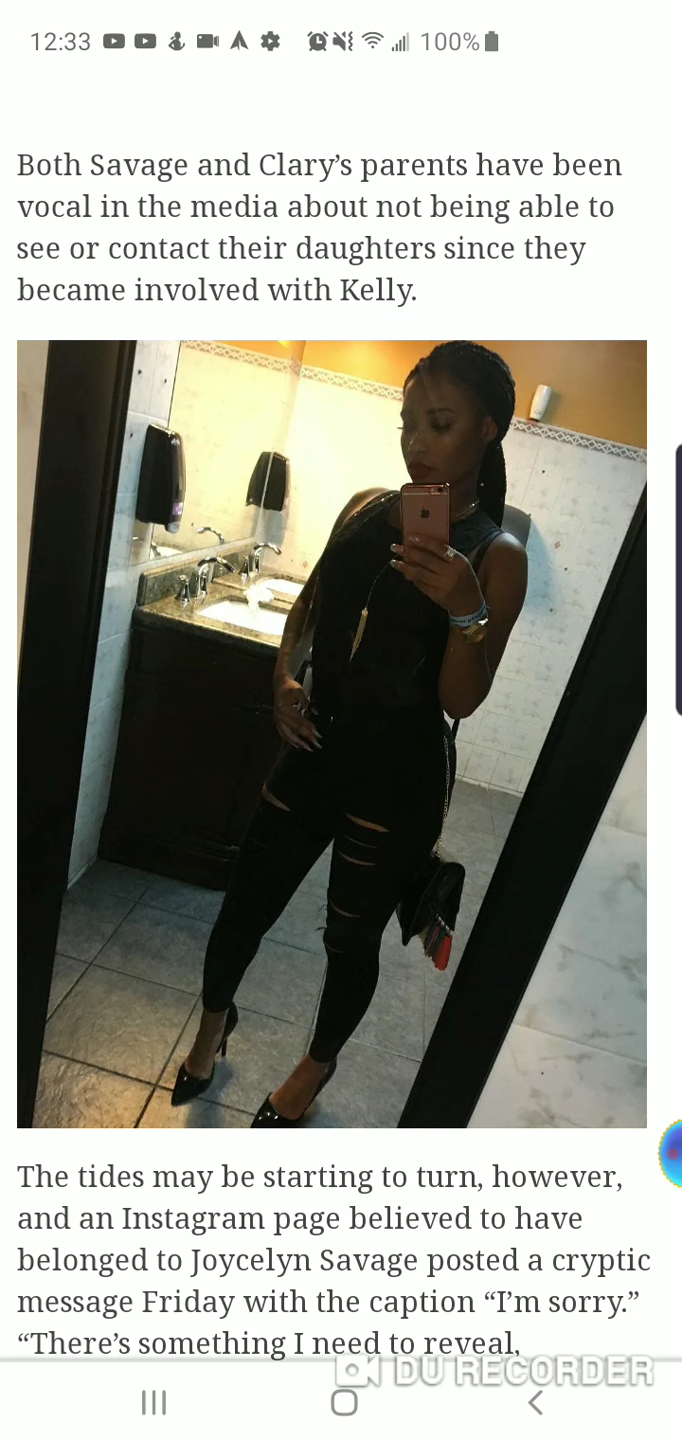 12:33 100%
Both Savage and Clary’s parents have been
vocal in the media about not being able to
see or contact their daughters since they
became involved with Kelly.
The tides may be starting to turn, however,
and an Instagram page believed to have
belonged to Joycelyn Savage posted a cryptic
message Friday with the caption “I’m sorry.”
“There’s something I need to reveal,
DU RECORDER